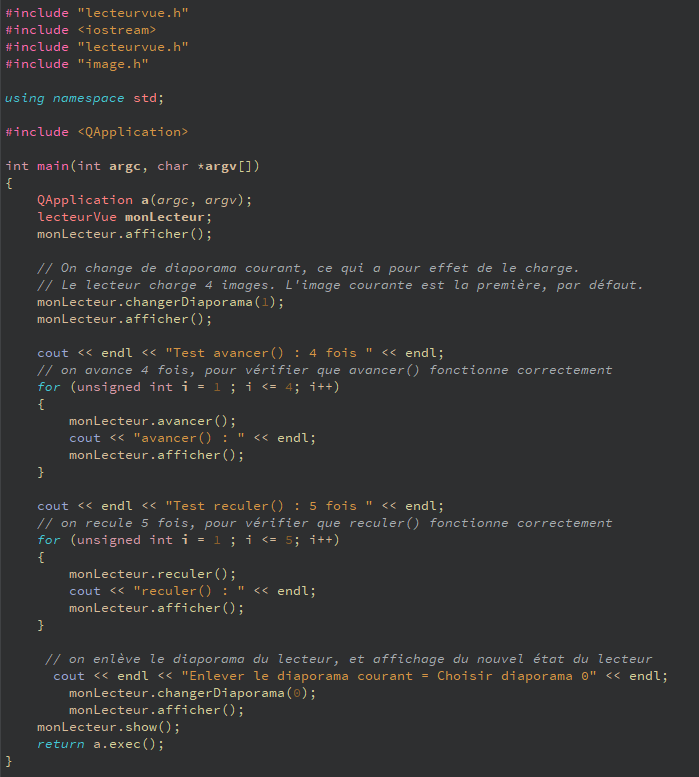 #include "lecteurvue.h"
#include <iostream>
#include "lecteurvue.h"
#include "image.h"

using namespace std;

#include <QApplication>

int main(int argc, char *argv[])
{
    QApplication a(argc, argv);
    lecteurVue monLecteur;
    monLecteur.afficher();

    // On change de diaporama courant, ce qui a pour effet de le charge.
    // Le lecteur charge 4 images. L'image courante est la première, par défaut.
    monLecteur.changerDiaporama(1);
    monLecteur.afficher();

    cout << endl << "Test avancer() : 4 fois " << endl;
    // on avance 4 fois, pour vérifier que avancer() fonctionne correctement
    for (unsigned int i = 1 ; i <= 4; i++)
    {
        monLecteur.avancer();
        cout << "avancer() : " << endl;
        monLecteur.afficher();
    }

    cout << endl << "Test reculer() : 5 fois " << endl;
    // on recule 5 fois, pour vérifier que reculer() fonctionne correctement
    for (unsigned int i = 1 ; i <= 5; i++)
    {
        monLecteur.reculer();
        cout << "reculer() : " << endl;
        monLecteur.afficher();
    }

     // on enlève le diaporama du lecteur, et affichage du nouvel état du lecteur
      cout << endl << "Enlever le diaporama courant = Choisir diaporama 0" << endl;
        monLecteur.changerDiaporama(0);
        monLecteur.afficher();
    monLecteur.show();
    return a.exec();
}